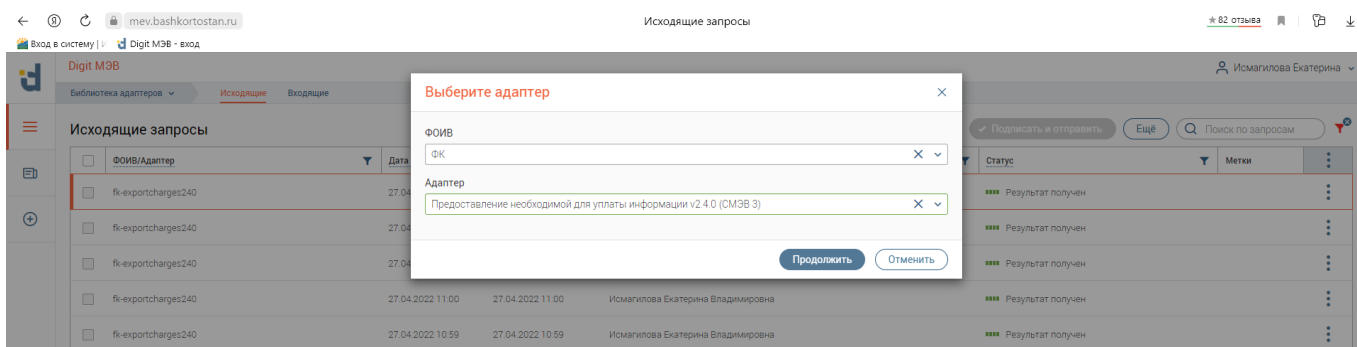 mev.bashkortostan.ru Исходящие запросы ★82 отзыва
Вход в систему | И Digit МЭВ - вход
Digit МЭВ Исмагилова Екатерина
Библиотека адаптеров Исходящие Входящие
Выберите адаптер
Исходящие запросы Подписать и отправить Ещё Поиск по запросам
ФОИВ
ФОИВ/Адаптер Дата Статус Метки
ФК
Адаптер
fk-exportcharges240 27.04 Результат получен
Предоставление необходимой для уплаты информации v2.4.0 (СМЭВ 3)
fk-exportcharges240 27.04 Результат получен
Продолжить Отменить
fk-exportcharges240 27.04 Результат получен
fk-exportcharges240 27.04.2022 11:00 27.04.2022 11:00 Исмагилова Екатерина Владимировна Результат получен
fk-exportcharges240 27.04.2022 10:59 27.04.2022 10:59 Исмагилова Екатерина Владимировна Результат получен